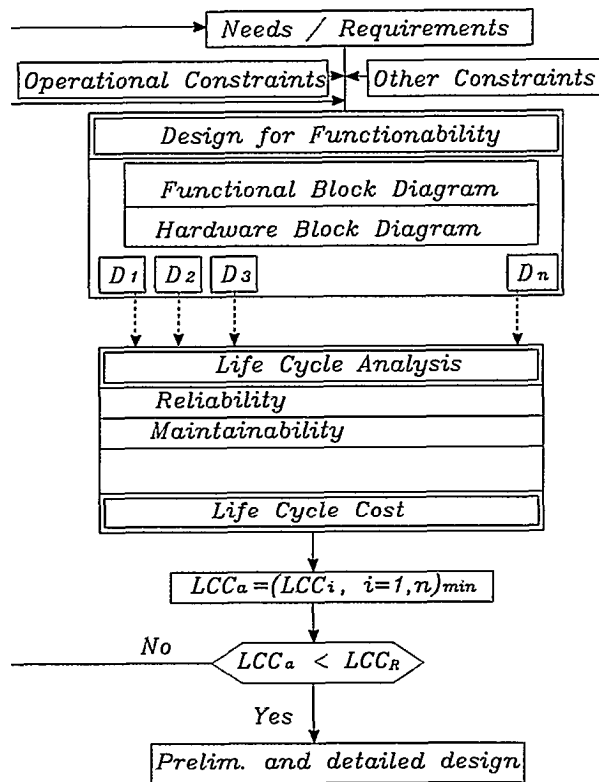 Needs / Requirements
Operational Constraints
Other Constraints
Design for Functionability
Functional Block Diagram
Hardware Block Diagram
D1 D2 D3 Dn
Life Cycle Analysis
Reliability
Maintainability
Life Cycle Cost
LCCa=(LCCi, i=1,n)min
No
LCCa < LCCR
Yes
Prelim. and detailed design